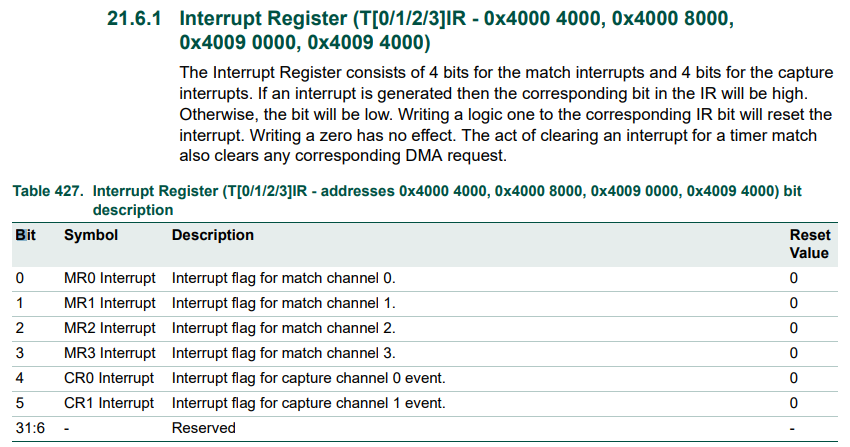 21.6.1 Interrupt Register (T[0/1/2/3]IR - 0x4000 4000, 0x4000 8000,
0x4009 0000, 0x4009 4000)
The Interrupt Register consists of 4 bits for the match interrupts and 4 bits for the capture
interrupts. If an interrupt is generated then the corresponding bit in the IR will be high.
Otherwise, the bit will be low. Writing a logic one to the corresponding IR bit will reset the
interrupt. Writing a zero has no effect. The act of clearing an interrupt for a timer match
also clears any corresponding DMA request.
Table 427. Interrupt Register (T[0/1/2/3]IR - addresses 0x4000 4000, 0x4000 8000, 0x4009 0000, 0x4009 4000) bit
description
Bit Symbol Description Reset
Value
0 MR0 Interrupt Interrupt flag for match channel 0. 0
1 MR1 Interrupt Interrupt flag for match channel 1. 0
2 MR2 Interrupt Interrupt flag for match channel 2. 0
3 MR3 Interrupt Interrupt flag for match channel 3. 0
4 CR0 Interrupt Interrupt flag for capture channel 0 event. 0
5 CR1 Interrupt Interrupt flag for capture channel 1 event. 0
31:6 - Reserved -